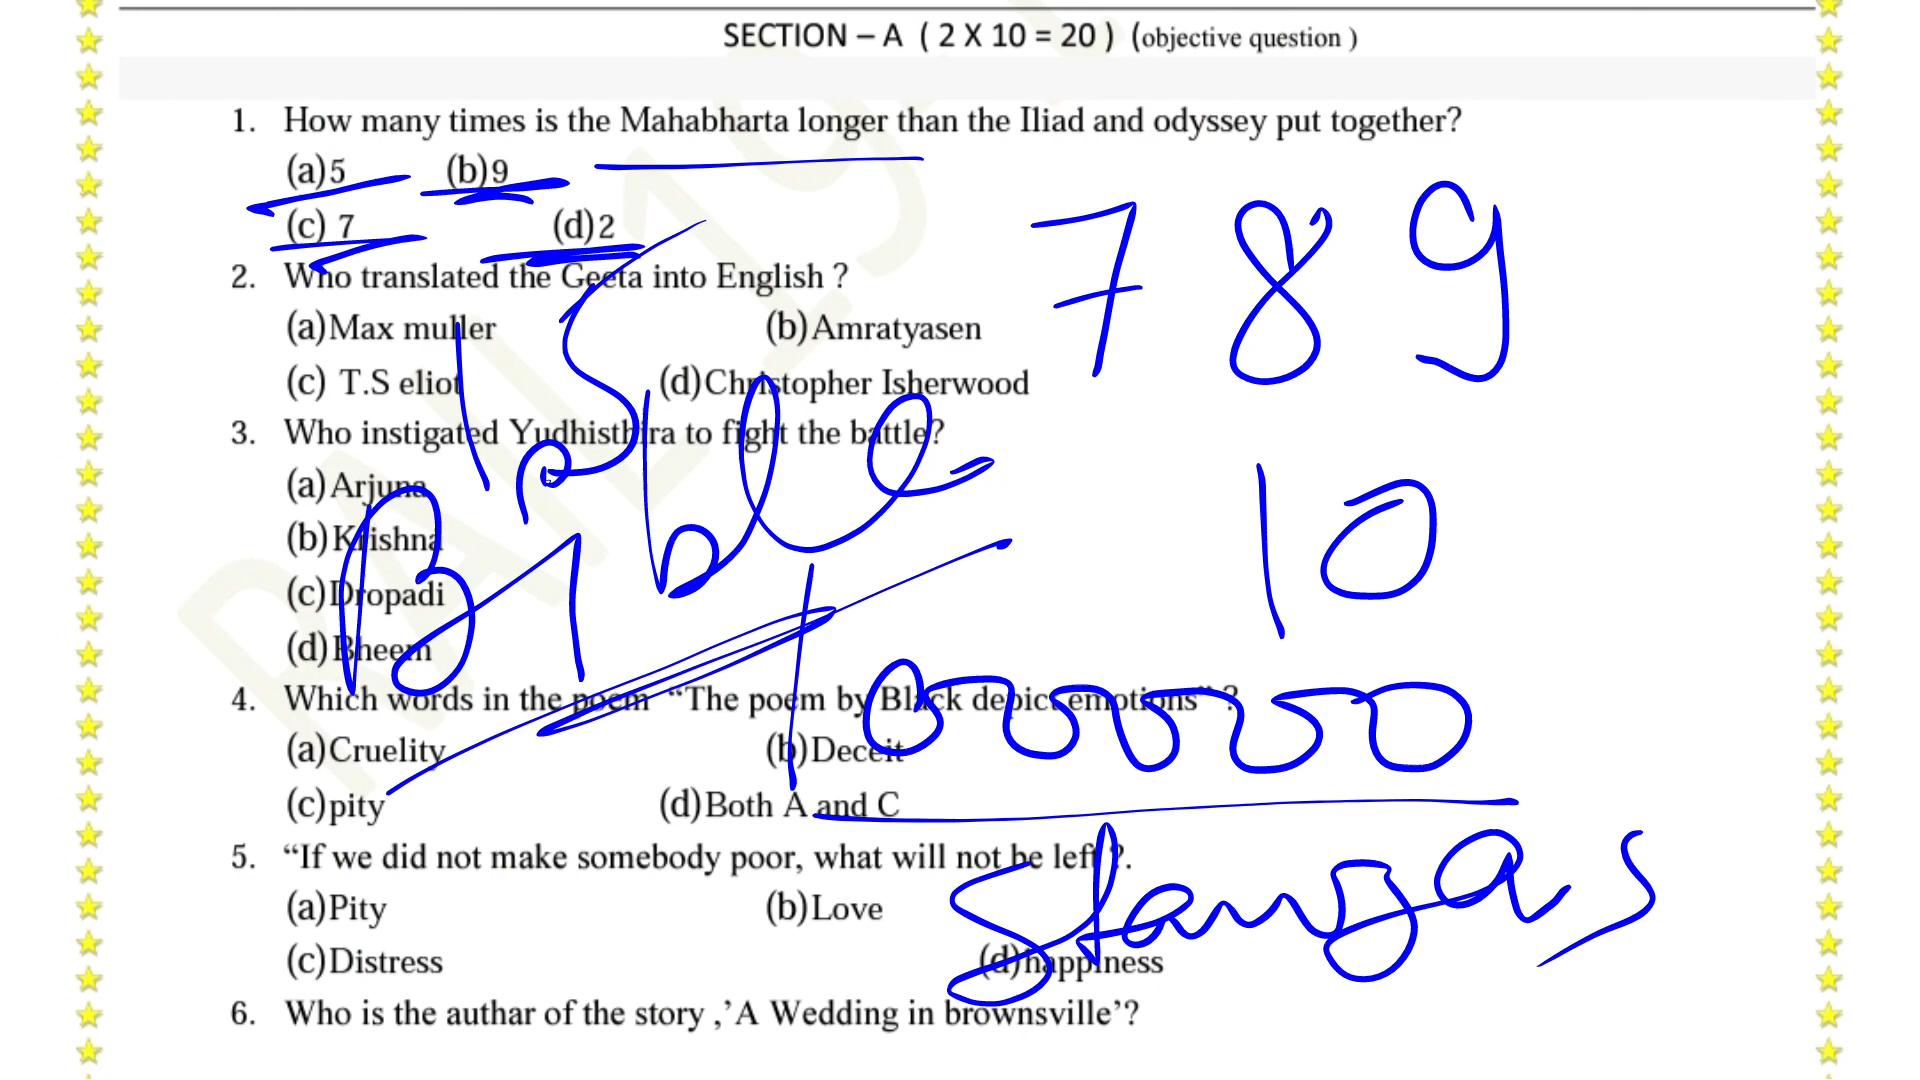 SECTION – A ( 2 X 10 = 20 ) (objective question )
1. How many times is the Mahabharta longer than the Iliad and odyssey put together?
(a)5 (b)9
(c) 7 (d)2
7 8 9
2. Who translated the Geeta into English ?
(a)Max muller (b)Amratyasen
(c) T.S eliot (d)Christopher Isherwood
15
3. Who instigated Yudhisthira to fight the battle?
(a)Arjuna
(b)Krishna
(c)Dropadi
(d)Bheem
Bible
10
4. Which words in the poem “The poem by Black depict emotions” ?
(a)Cruelity (b)Deceit
(c)pity (d)Both A and C
100000
5. “If we did not make somebody poor, what will not be left ?.
(a)Pity (b)Love
(c)Distress (d)happiness
Stanzas
6. Who is the authar of the story ,’A Wedding in brownsville’?